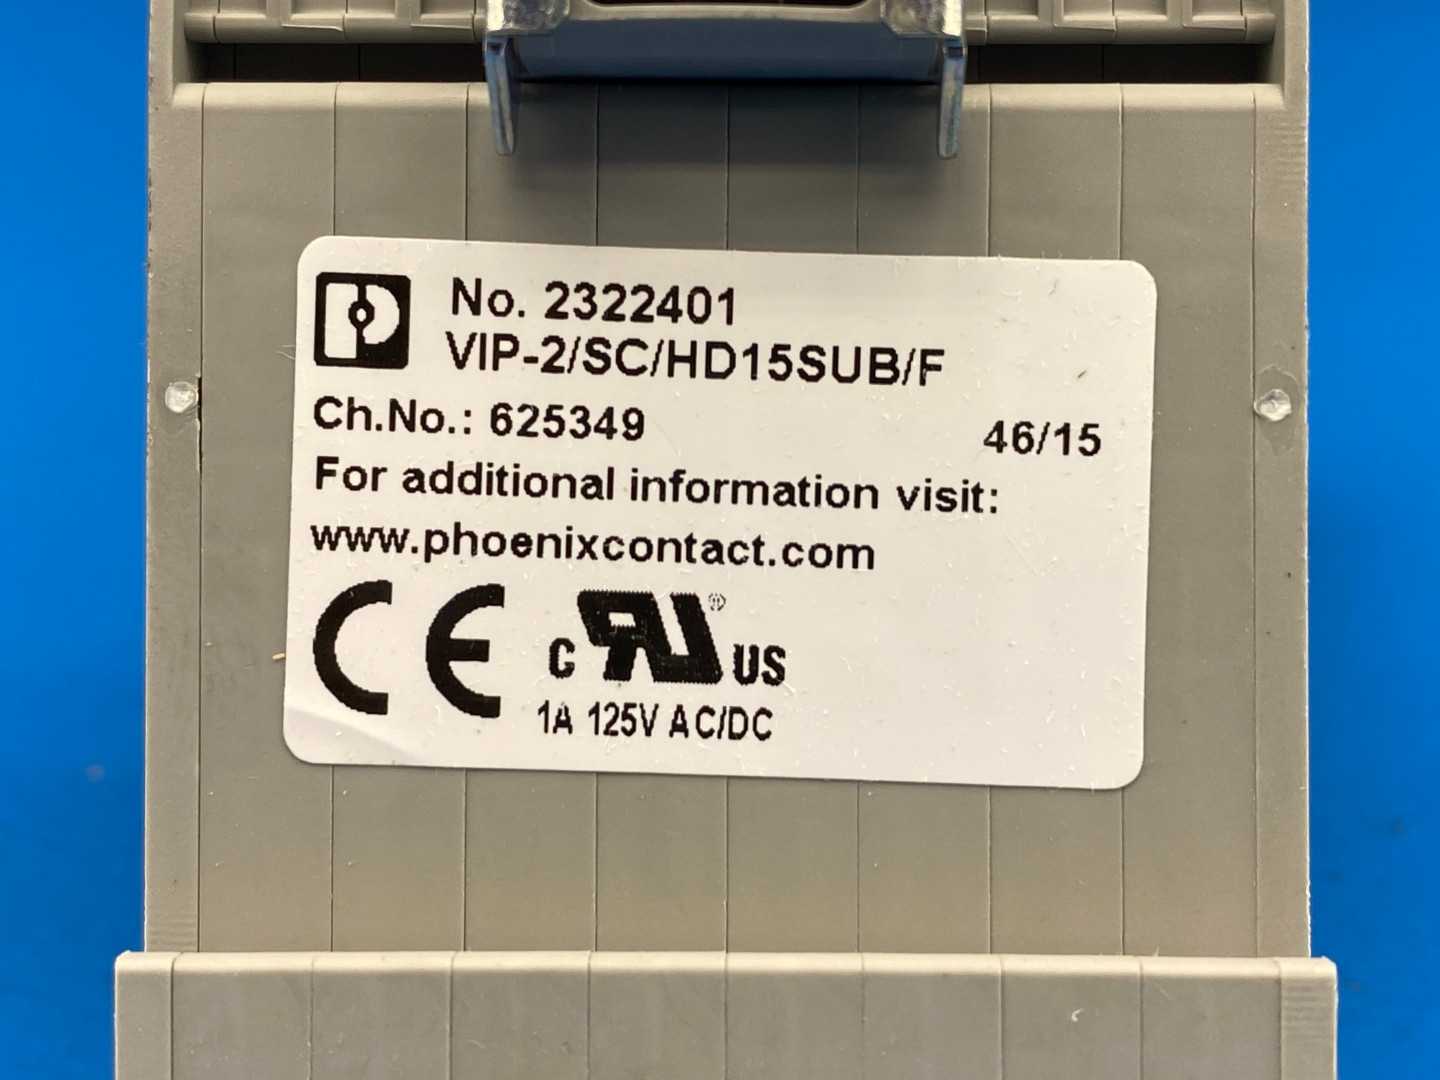 No. 2322401
VIP-2/SC/HD15SUB/F
Ch.No.: 625349 46/15
For additional information visit:
www.phoenixcontact.com
CE c RU ® US
1A 125V AC/DC